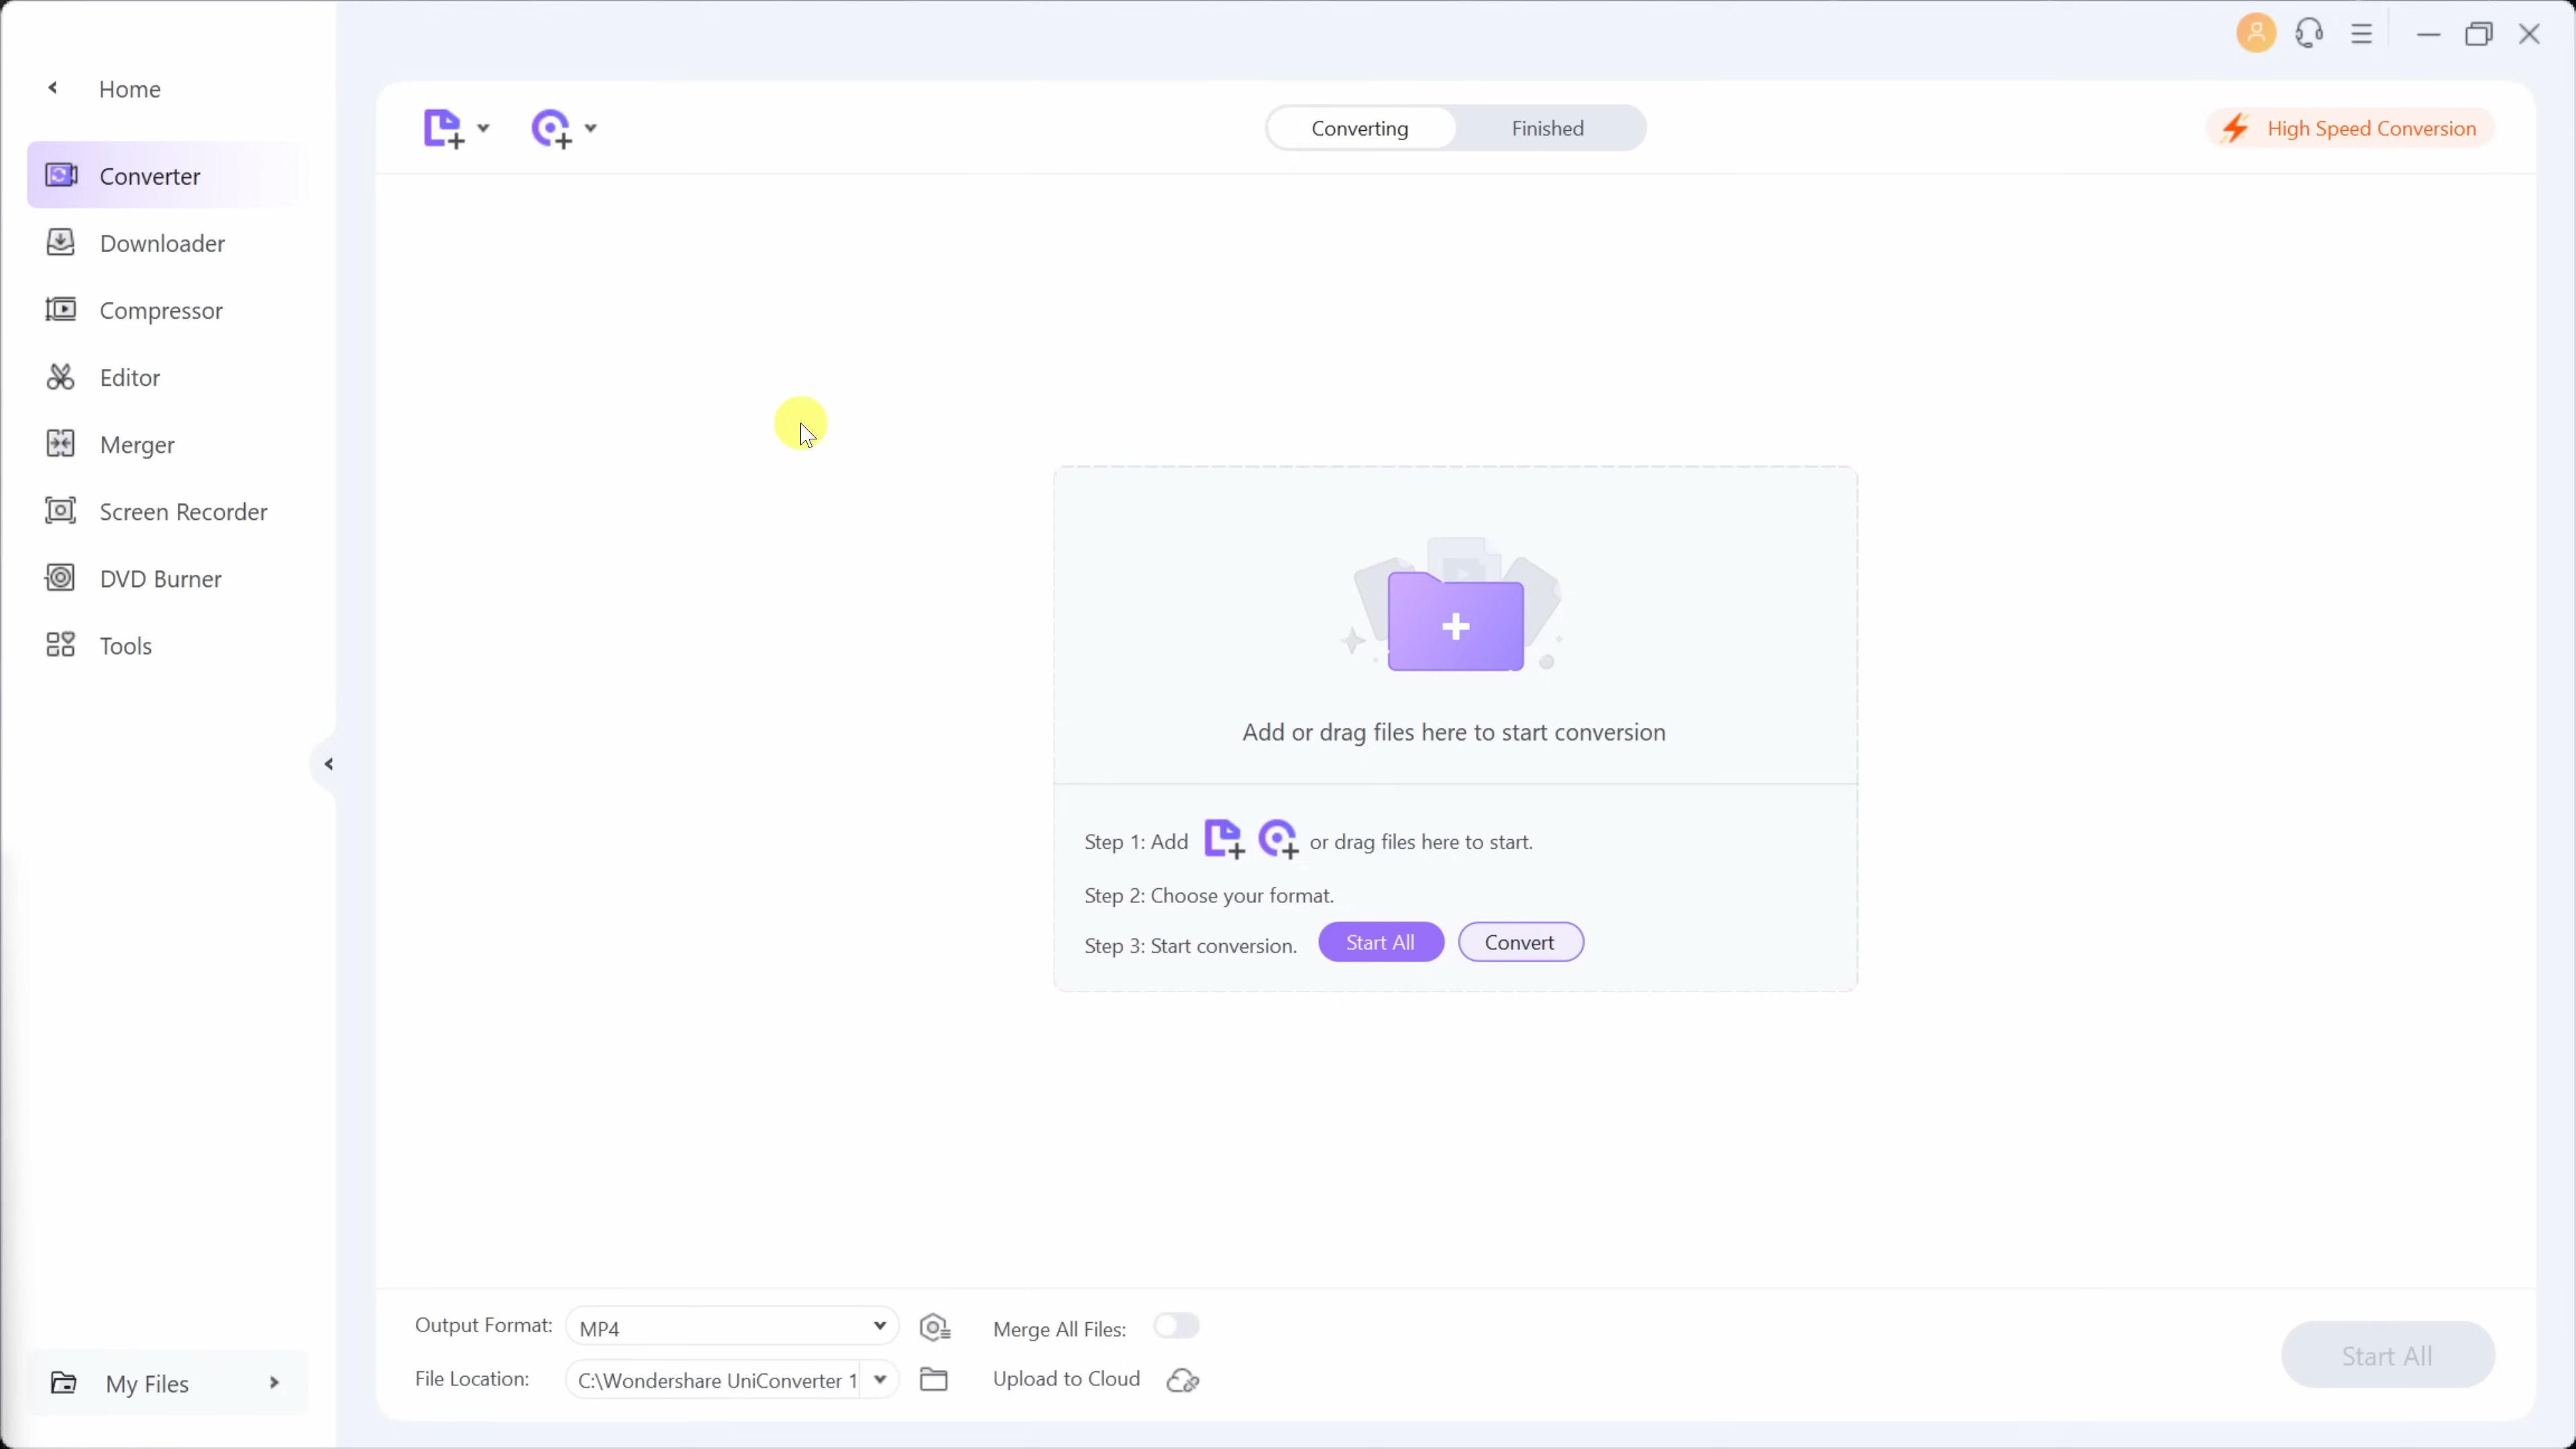 Home
Converter
Downloader
Compressor
Editor
Merger
Screen Recorder
DVD Burner
Tools
My Files
Converting
Finished
High Speed Conversion
Add or drag files here to start conversion
Step 1: Add or drag files here to start.
Step 2: Choose your format.
Step 3: Start conversion. Start All Convert
Output Format: MP4
Merge All Files:
File Location: C:\Wondershare UniConverter 1
Upload to Cloud
Start All